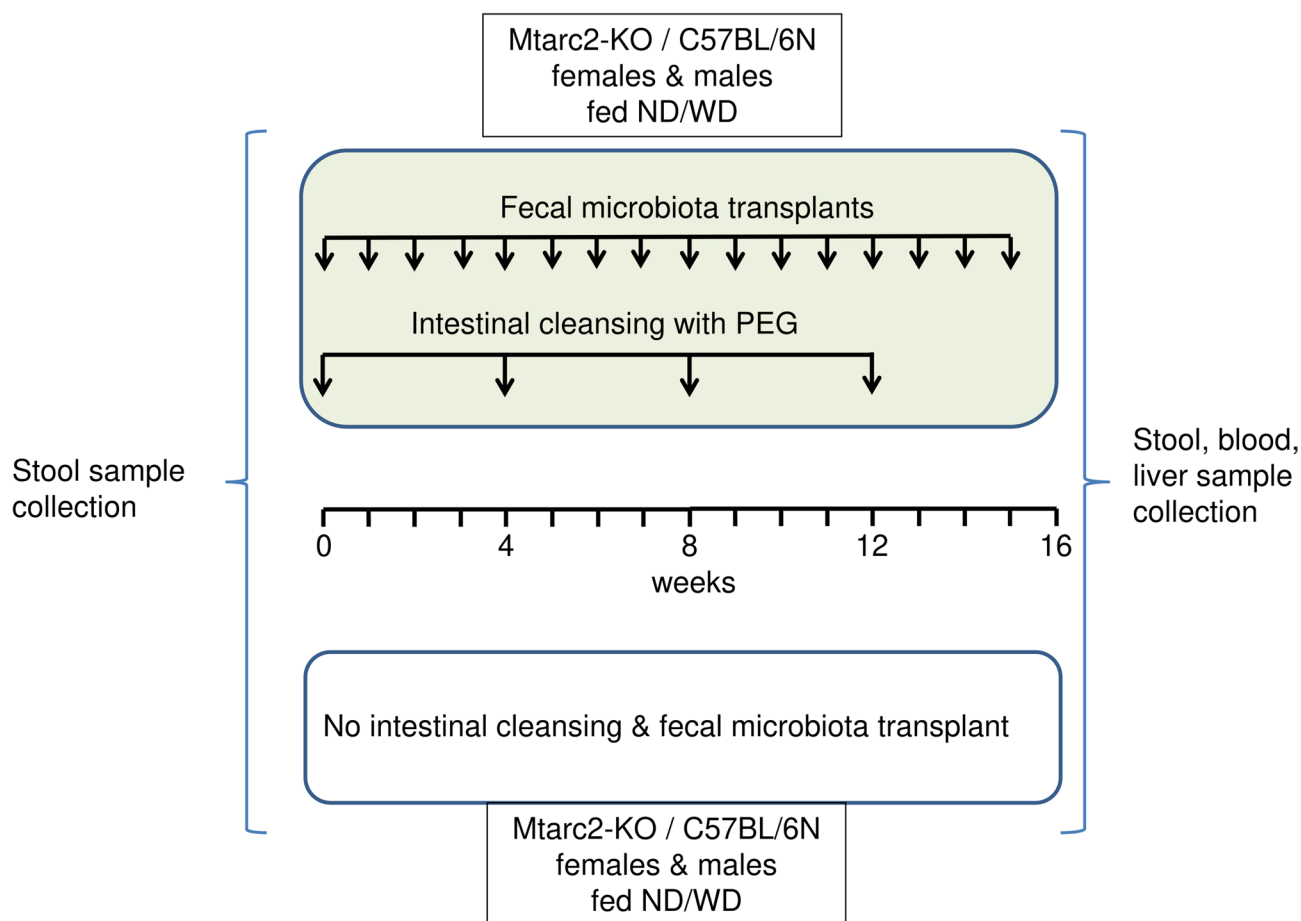 Mtarc2-KO / C57BL/6N
females & males
fed ND/WD
Fecal microbiota transplants
Intestinal cleansing with PEG
Stool sample
collection
Stool, blood,
liver sample
collection
0 4 8 12 16
weeks
No intestinal cleansing & fecal microbiota transplant
Mtarc2-KO / C57BL/6N
females & males
fed ND/WD